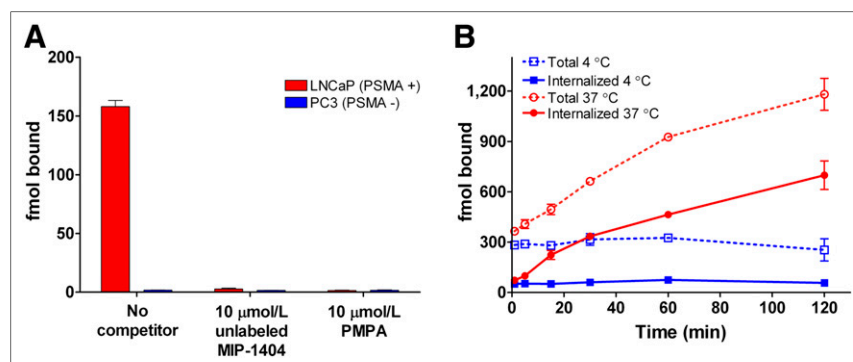 A
200
150
100
50
0
fmol bound
LNCaP (PSMA +)
PC3 (PSMA -)
No
competitor
10 μmol/L
unlabeled
MIP-1404
10 μmol/L
PMPA
B
Total 4 °C
Internalized 4 °C
Total 37 °C
Internalized 37 °C
1,200
900
600
300
0
fmol bound
0
20
40
60
80
100
120
Time (min)